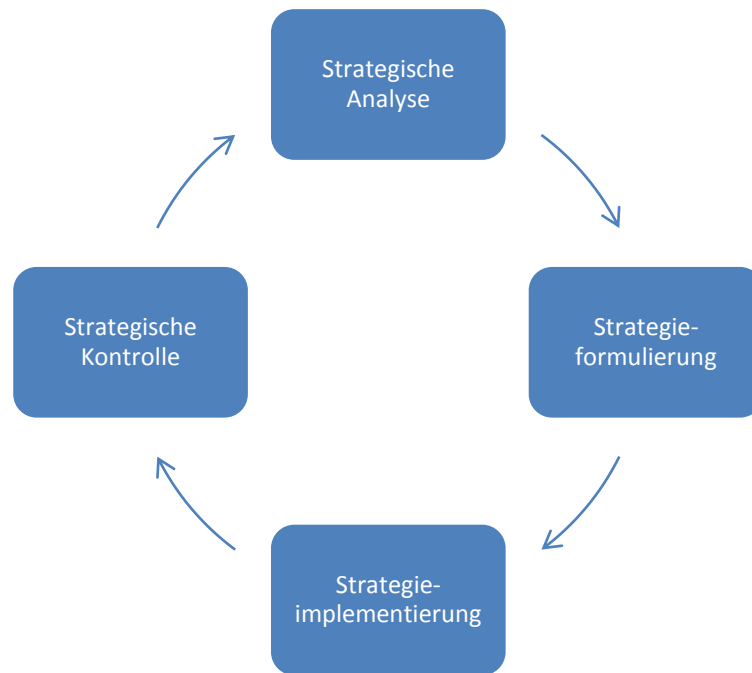 Strategische
Analyse
Strategie-
formulierung
Strategie-
implementierung
Strategische
Kontrolle